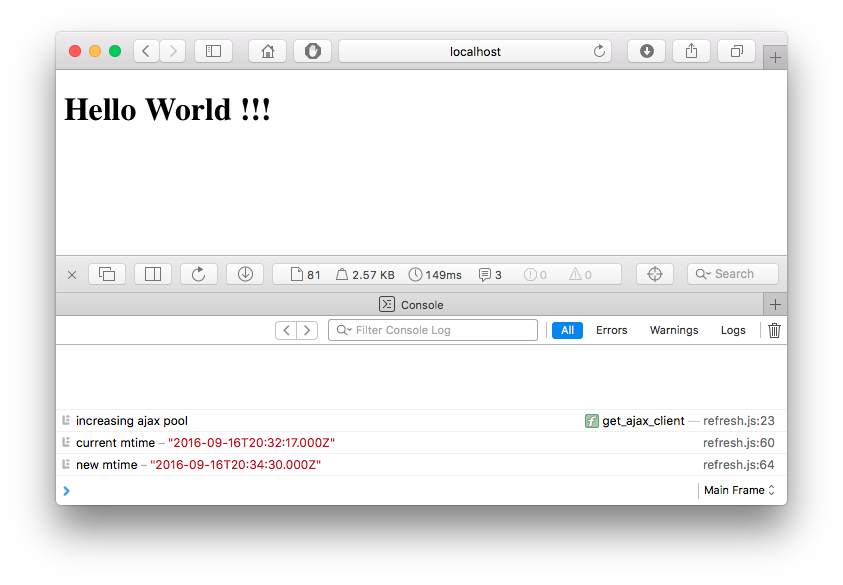 localhost
Hello World !!!
81 2.57 KB 149ms 3 0 0 Search
Console
Filter Console Log All Errors Warnings Logs
increasing ajax pool f get_ajax_client — refresh.js:23
current mtime – "2016-09-16T20:32:17.000Z" refresh.js:60
new mtime – "2016-09-16T20:34:30.000Z" refresh.js:64
Main Frame